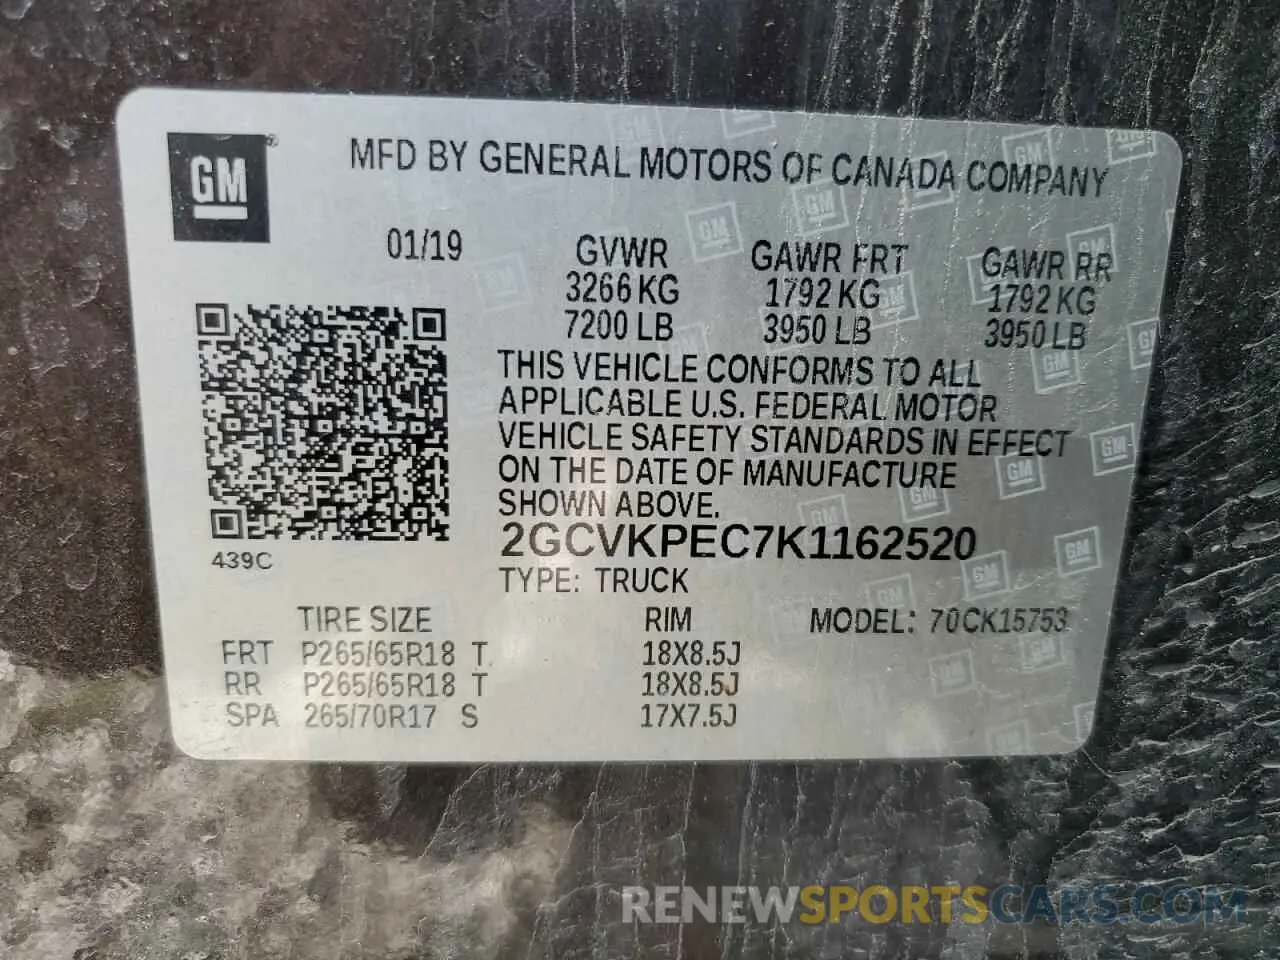 GM
MFD BY GENERAL MOTORS OF CANADA COMPANY
01/19
GVWR GAWR FRT GAWR RR
3266 KG 1792 KG 1792 KG
7200 LB 3950 LB 3950 LB
THIS VEHICLE CONFORMS TO ALL
APPLICABLE U.S. FEDERAL MOTOR
VEHICLE SAFETY STANDARDS IN EFFECT
ON THE DATE OF MANUFACTURE
SHOWN ABOVE.
2GCVKPEC7K1162520
439C
TYPE: TRUCK
TIRE SIZE RIM MODEL: 70CK15753
FRT P265/65R18 T 18X8.5J
RR P265/65R18 T 18X8.5J
SPA 265/70R17 S 17X7.5J
RENEWSPORTSCARS.COM